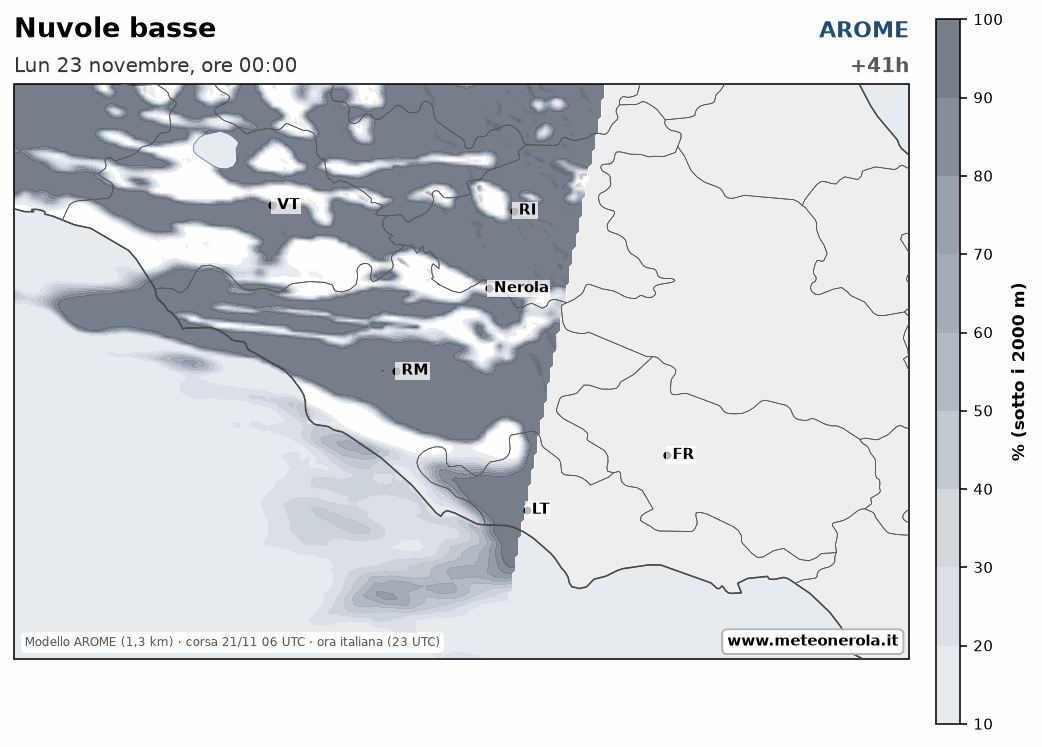 Nuvole basse
AROME
Lun 23 novembre, ore 00:00
+41h
100
90
80
70
60
50
40
30
20
10
% (sotto i 2000 m)
VT
RI
Nerola
RM
FR
LT
Modello AROME (1,3 km) · corsa 21/11 06 UTC · ora italiana (23 UTC)
www.meteonerola.it